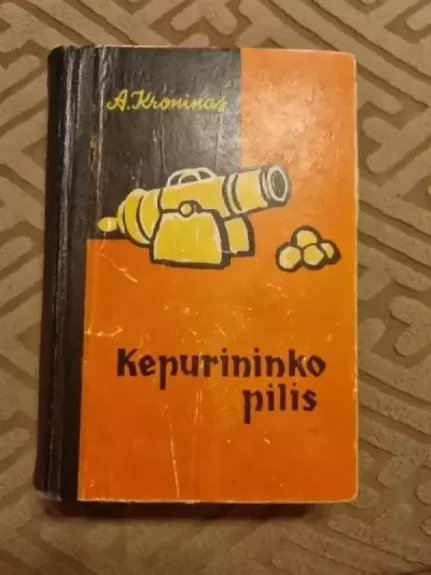 A. Kroninas
Kepurininko
pilis